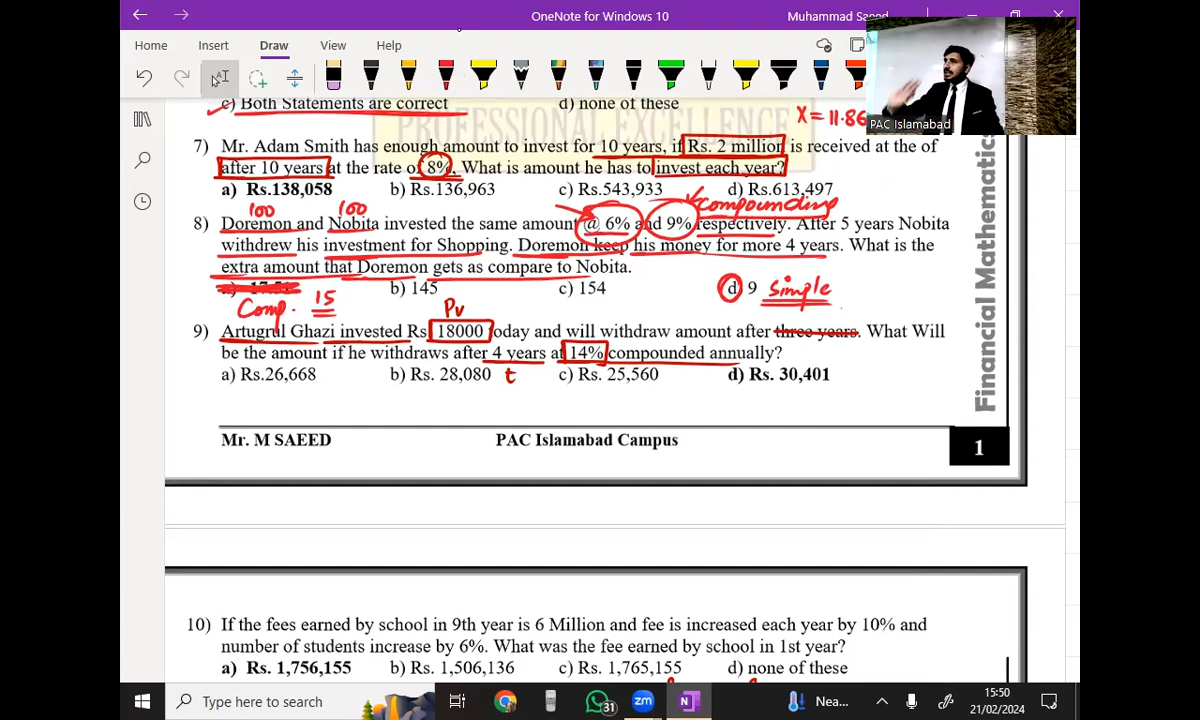 OneNote for Windows 10
Muhammad Saeed
Home Insert Draw View Help
PAC Islamabad
c) Both Statements are correct d) none of these
x = 11.86
PROFESSIONAL EXCELLENCE
7) Mr. Adam Smith has enough amount to invest for 10 years, if Rs. 2 million is received at the of
after 10 years at the rate of 8%. What is amount he has to invest each year?
a) Rs.138,058 b) Rs.136,963 c) Rs.543,933 d) Rs.613,497
100 100 compounding
8) Doremon and Nobita invested the same amount @ 6% and 9% respectively. After 5 years Nobita
withdrew his investment for Shopping. Doremon keep his money for more 4 years. What is the
extra amount that Doremon gets as compare to Nobita.
b) 145 c) 154 d) 9 simple
Comp. 15
PV
9) Artugrul Ghazi invested Rs 18000 today and will withdraw amount after three years. What Will
be the amount if he withdraws after 4 years at 14% compounded annually?
a) Rs.26,668 b) Rs. 28,080 t c) Rs. 25,560 d) Rs. 30,401
Mr. M SAEED PAC Islamabad Campus
1
Financial Mathematics
10) If the fees earned by school in 9th year is 6 Million and fee is increased each year by 10% and
number of students increase by 6%. What was the fee earned by school in 1st year?
a) Rs. 1,756,155 b) Rs. 1,506,136 c) Rs. 1,765,155 d) none of these
Type here to search
31
zm
N
Nea...
15:50
21/02/2024